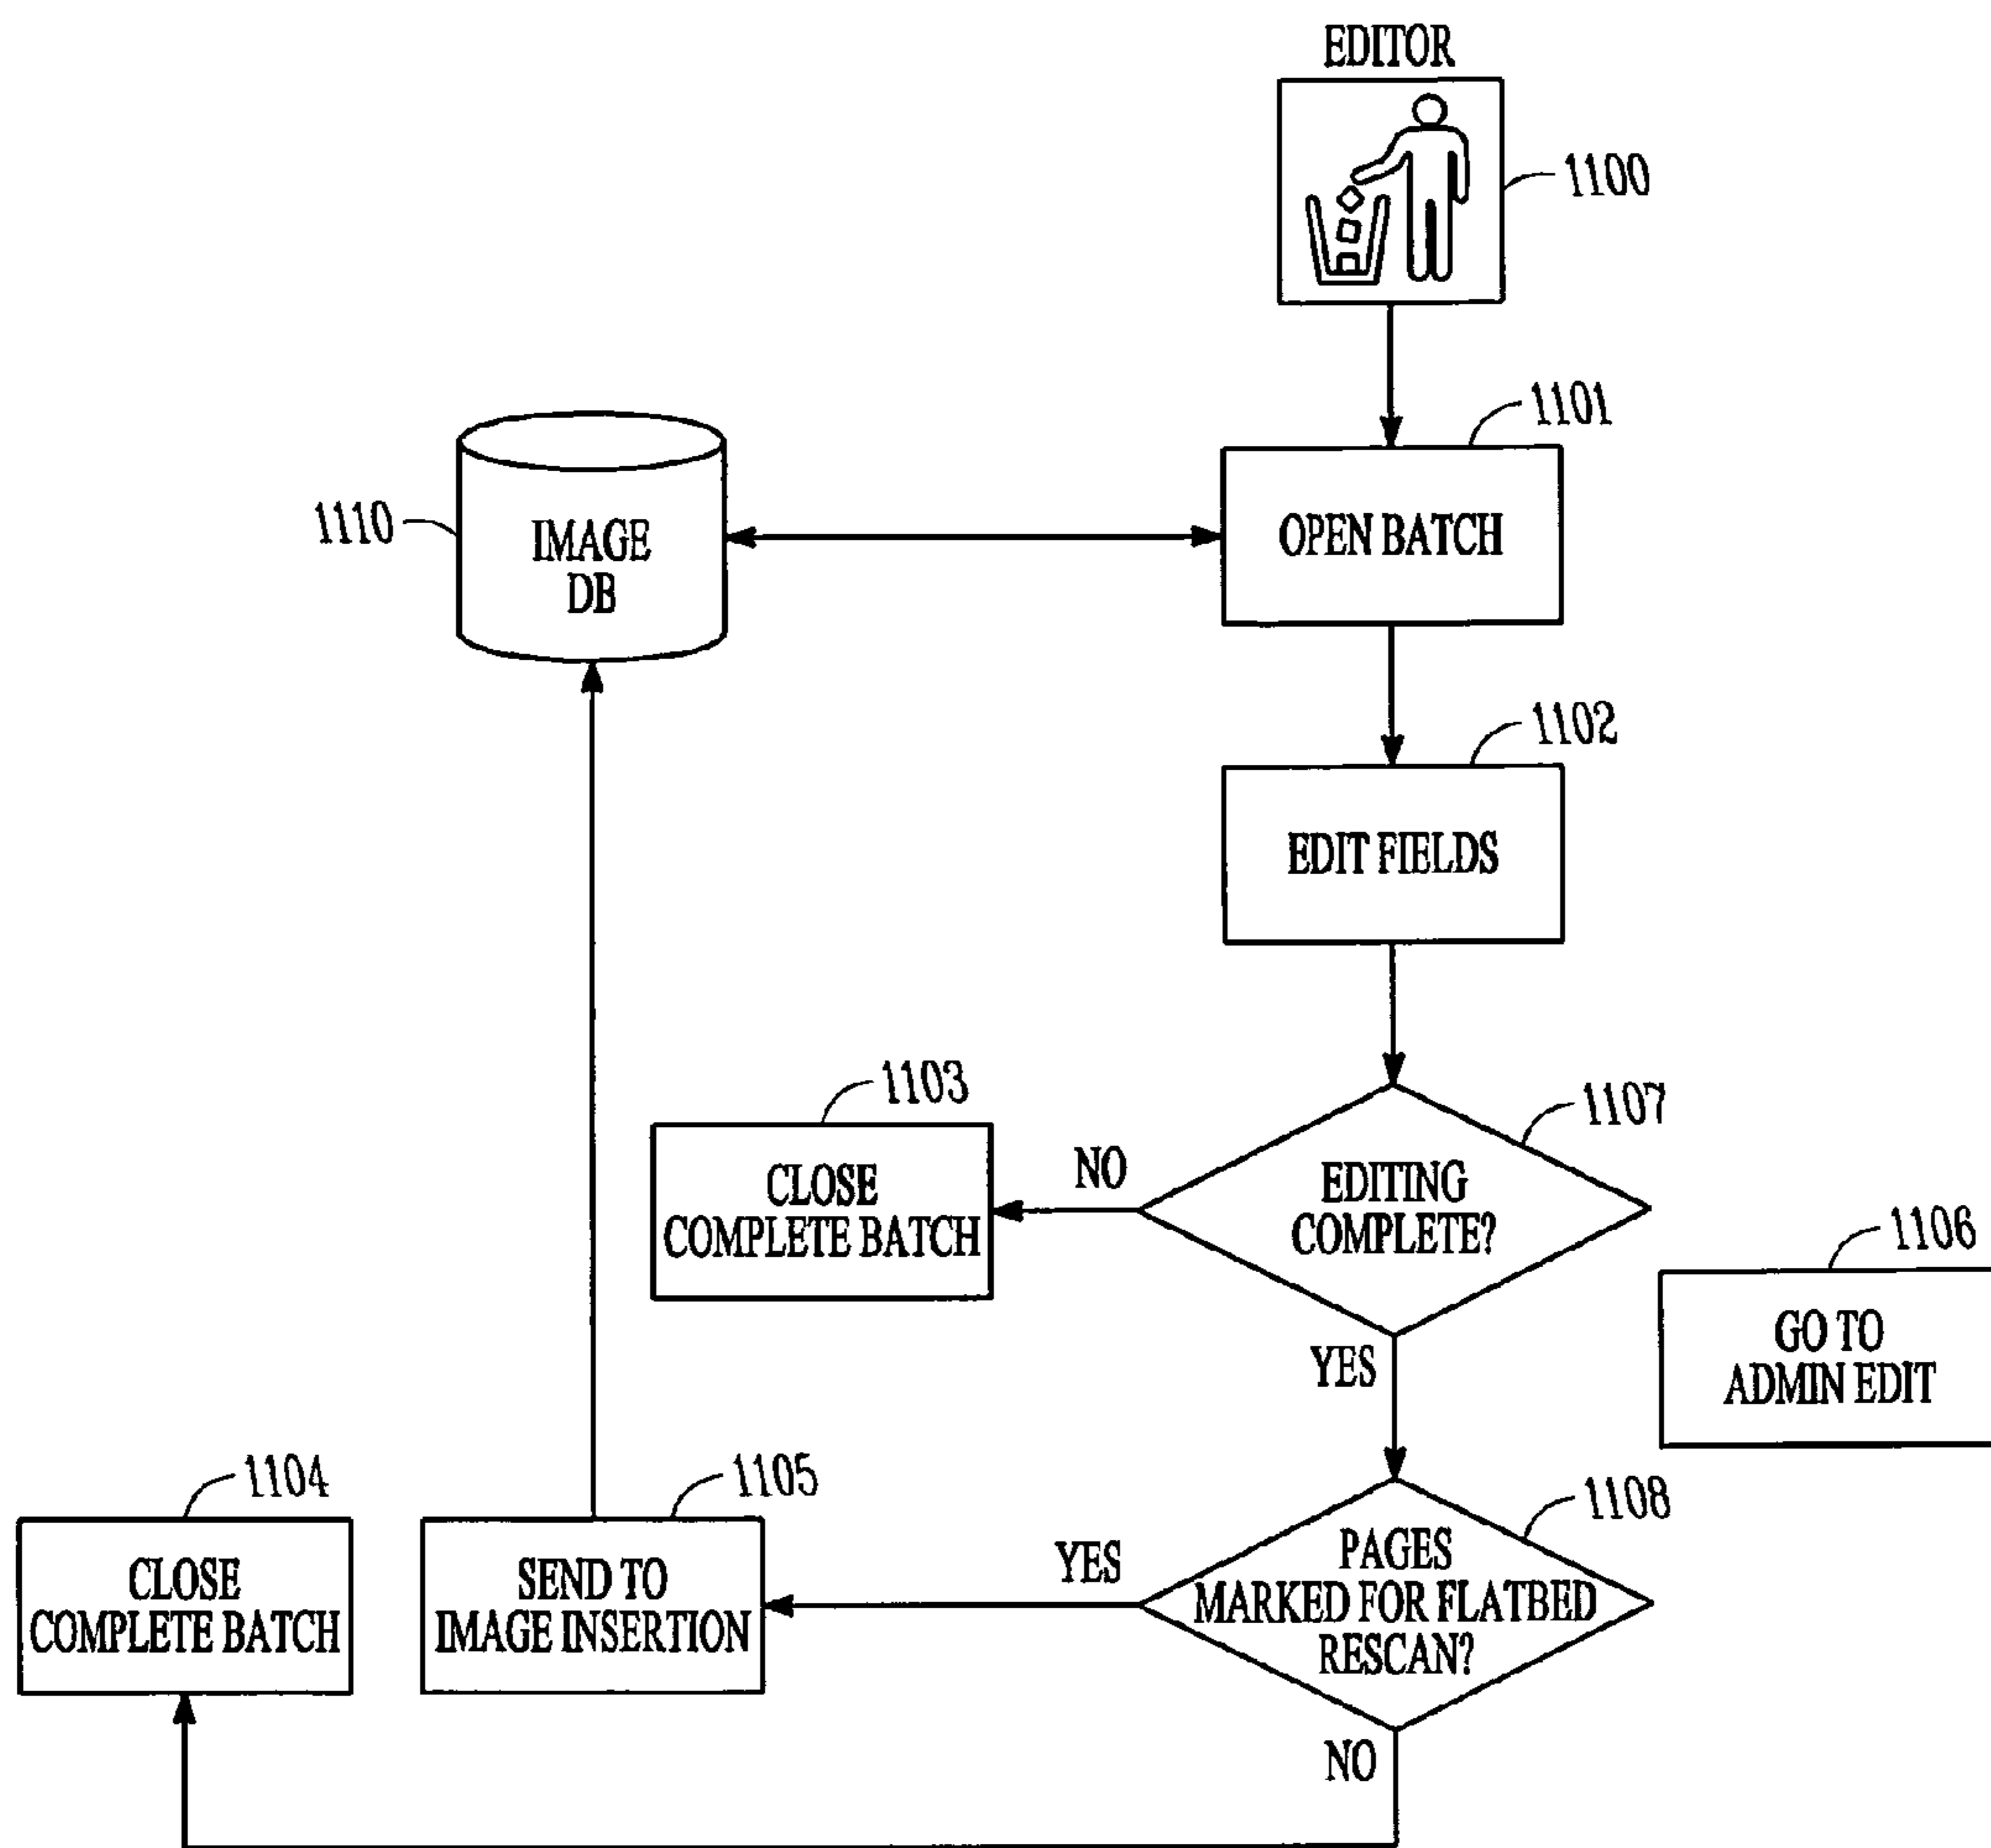 EDITOR
1100
1101
OPEN BATCH
1110
IMAGE
DB
1102
EDIT FIELDS
1103
CLOSE
COMPLETE BATCH
NO
1107
EDITING
COMPLETE?
YES
1106
GO TO
ADMIN EDIT
1104
CLOSE
COMPLETE BATCH
1105
SEND TO
IMAGE INSERTION
YES
1108
PAGES
MARKED FOR FLATBED
RESCAN?
NO